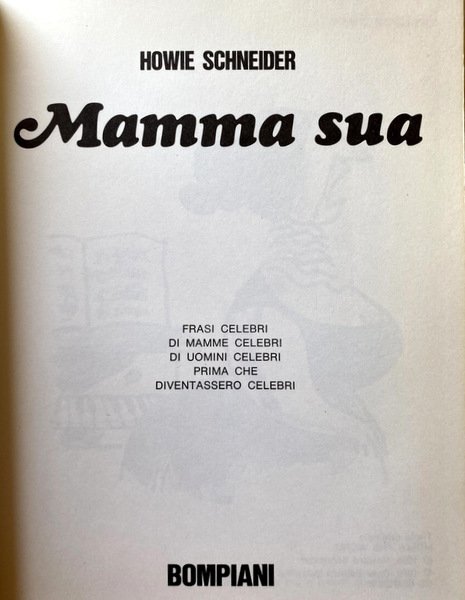 HOWIE SCHNEIDER
Mamma sua
FRASI CELEBRI
DI MAMME CELEBRI
DI UOMINI CELEBRI
PRIMA CHE
DIVENTASSERO CELEBRI
BOMPIANI